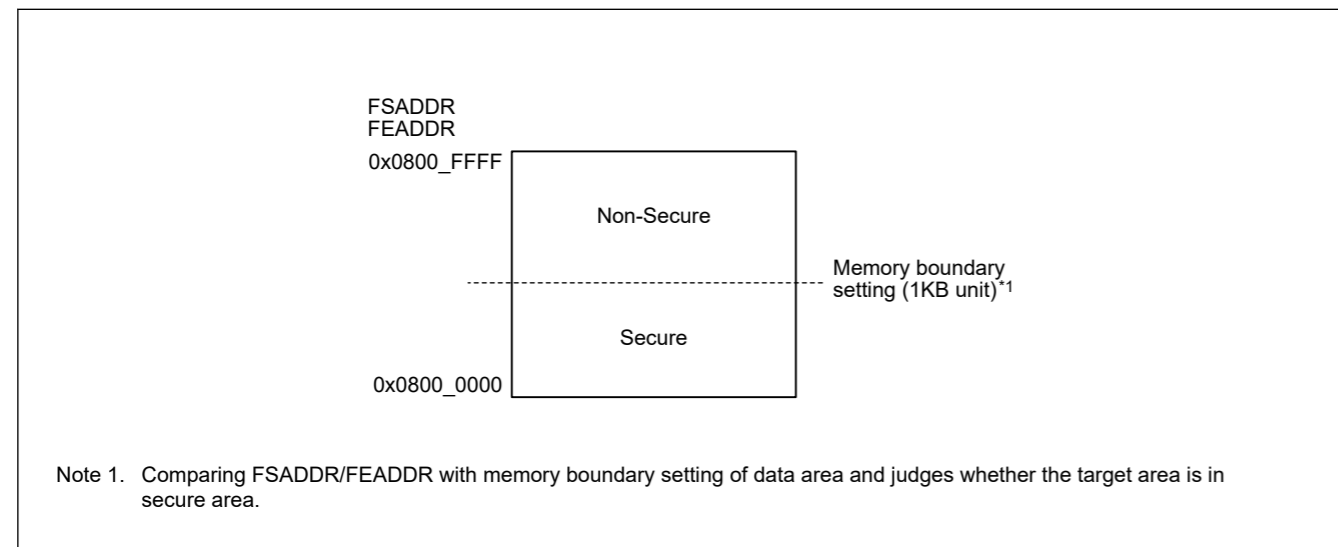 FSADDR
FEADDR
0x0800_FFFF
Non-Secure
Memory boundary
setting (1KB unit)*1
Secure
0x0800_0000
Note 1. Comparing FSADDR/FEADDR with memory boundary setting of data area and judges whether the target area is in
secure area.